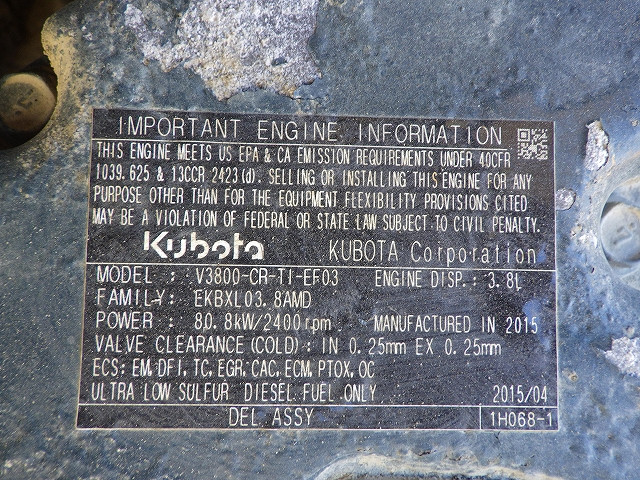 IMPORTANT ENGINE INFORMATION
THIS ENGINE MEETS US EPA & CA EMISSION REQUIREMENTS UNDER 40CFR
1039. 625 & 13CCR 2423(d). SELLING OR INSTALLING THIS ENGINE FOR ANY
PURPOSE OTHER THAN FOR THE EQUIPMENT FLEXIBILITY PROVISIONS CITED
MAY BE A VIOLATION OF FEDERAL OR STATE LAW SUBJECT TO CIVIL PENALTY.
Kubota KUBOTA Corporation
MODEL : V3800-CR-TI-EF03 ENGINE DISP.: 3.8l
FAMILY: EKBXL03.8AMD
POWER : 80.8kW/2400rpm MANUFACTURED IN 2015
VALVE CLEARANCE(COLD): IN 0.25mm EX 0.25mm
ECS: EM, DFI, TC, EGR, CAC, ECM, PTOX, OC
ULTRA LOW SULFUR DIESEL FUEL ONLY 2015/04
DEL ASSY 1H068-1